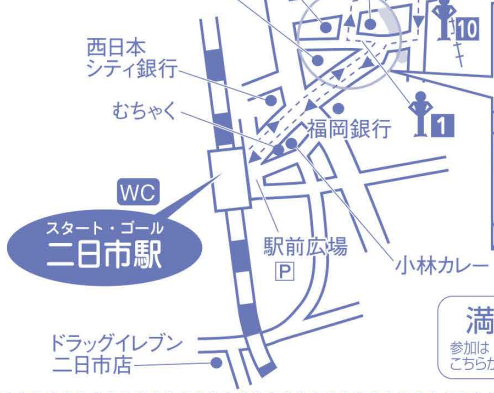 10
西日本
シティ銀行
むちゃく
福岡銀行
1
WC
スタート・ゴール
二日市駅
駅前広場
P
小林カレー
満
参加は
こちらか
ドラッグイレブン
二日市店